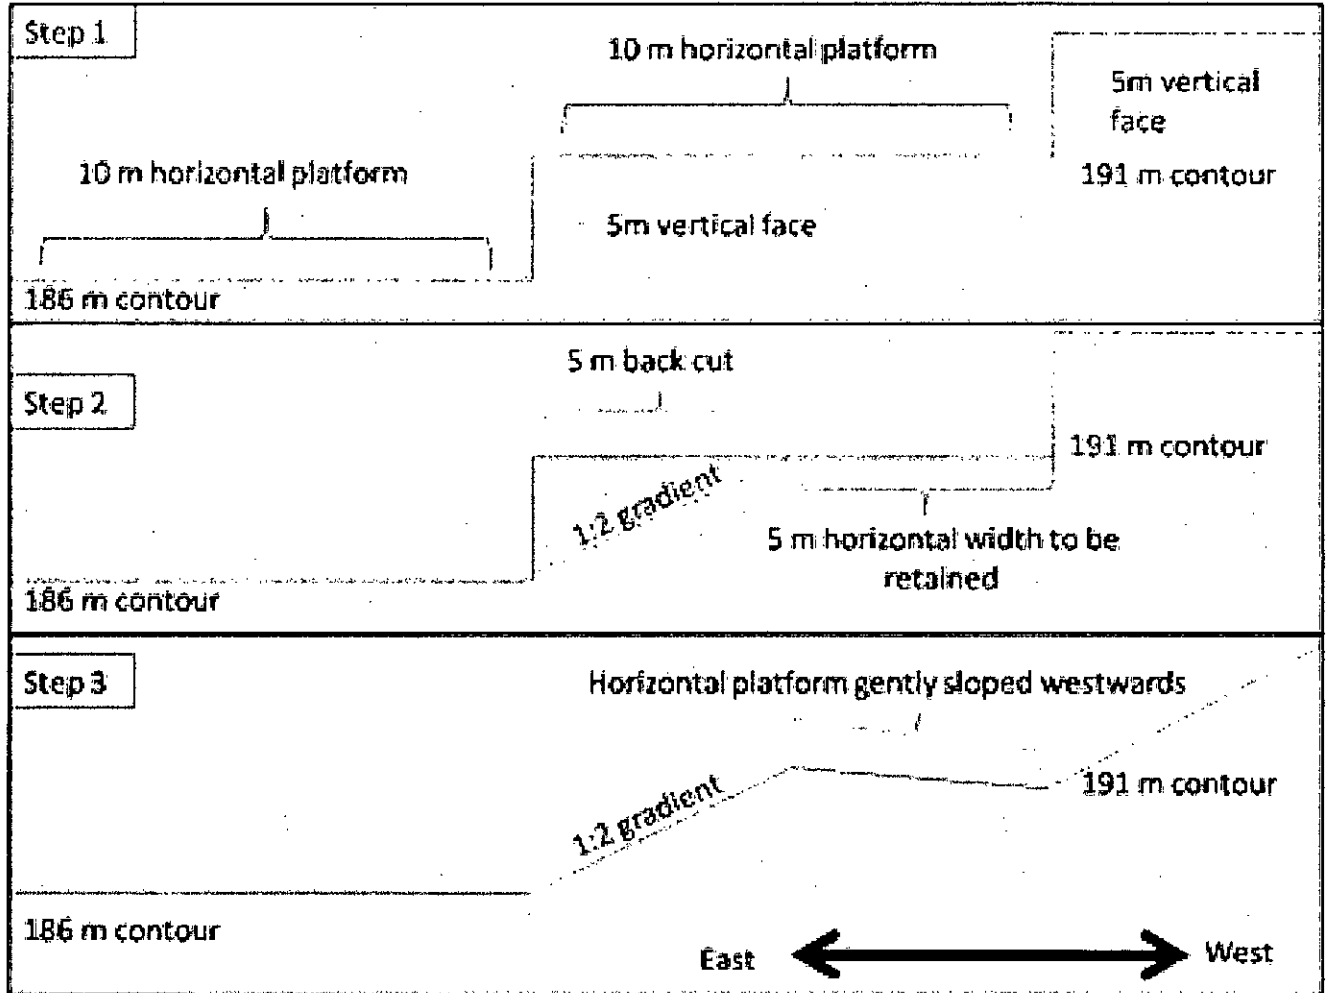 Step 1
10 m horizontal platform
5m vertical
face
10 m horizontal platform
191 m contour
5m vertical face
186 m contour
5 m back cut
Step 2
191 m contour
1:2 gradient
5 m horizontal width to be
retained
186 m contour
Step 3
Horizontal platform gently sloped westwards
191 m contour
1:2 gradient
186 m contour
East
West